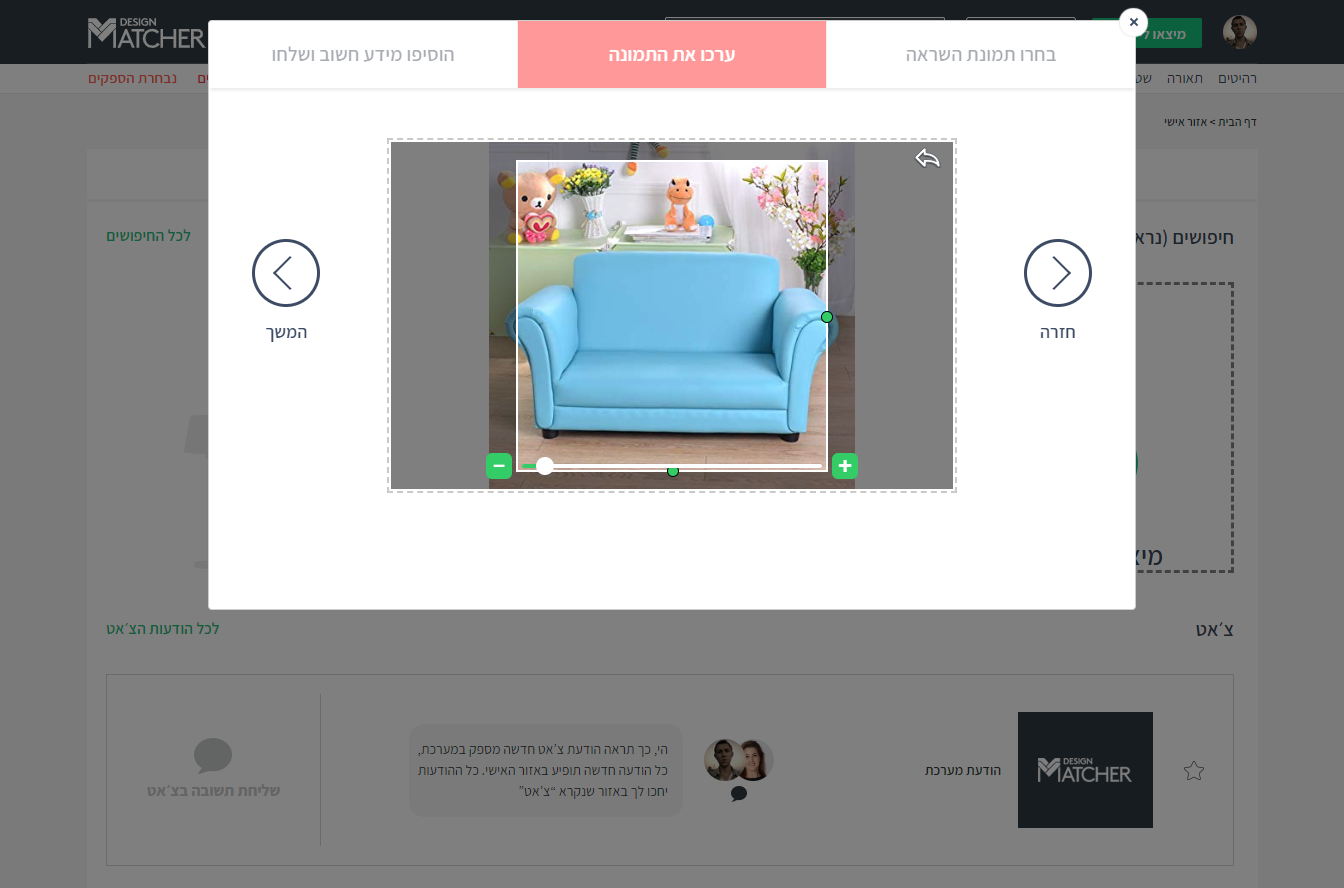 DESIGN
MATCHER
מיצאו
רהיטים
תאורה
נבחרת הספקים
דף הבית > אזור אישי
בחרו תמונת השראה
ערכו את התמונה
הוסיפו מידע חשוב ושלחו
חזרה
המשך
חיפושים
לכל החיפושים
צ׳אט
לכל הודעות הצ׳אט
DESIGN
MATCHER
הודעת מערכת
הי, כך תראה הודעת צ׳אט חדשה מספק במערכת,
כל הודעה חדשה תופיע באזור האישי. כל ההודעות
יחכו לך באזור שנקרא “צ׳אט”
שליחת תשובה בצ׳אט